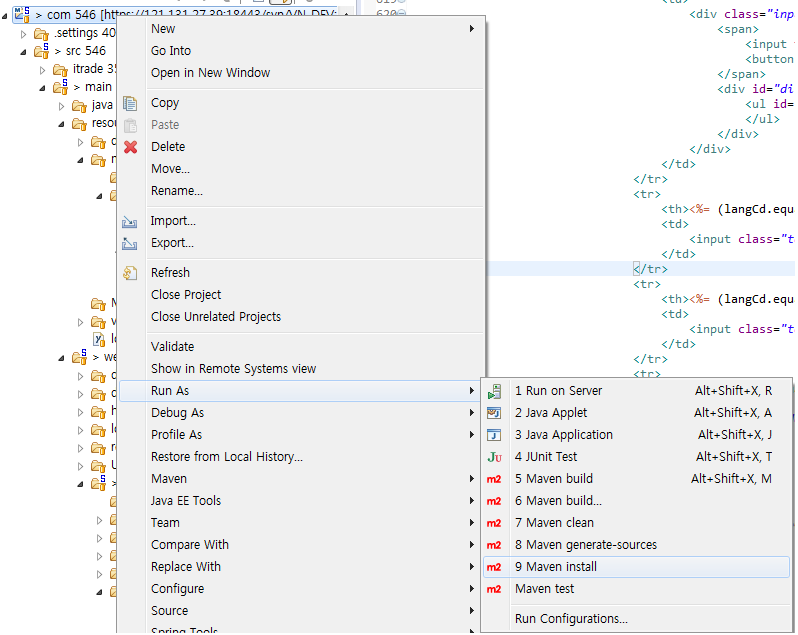 > com 546 [https://121.131.27.39:18443/svn/VN_DEV:
.settings 40
> src 546
itrade 35
> main
java
resou
New
Go Into
Open in New Window
Copy
Paste
Delete
Move...
Rename...
Import...
Export...
Refresh
Close Project
Close Unrelated Projects
Validate
Show in Remote Systems view
Run As
Debug As
Profile As
Restore from Local History...
Maven
Java EE Tools
Team
Compare With
Replace With
Configure
Source
Spring Tools
1 Run on Server Alt+Shift+X, R
2 Java Applet Alt+Shift+X, A
3 Java Application Alt+Shift+X, J
4 JUnit Test Alt+Shift+X, T
5 Maven build Alt+Shift+X, M
6 Maven build...
7 Maven clean
8 Maven generate-sources
9 Maven install
Maven test
Run Configurations...
<div class="inp
<span>
<input
<button
</span>
<div id="di
<ul id=
</ul>
</div>
</div>
</td>
</tr>
<tr>
<th><%= (langCd.equ
<td>
<input class="t
</td>
</tr>
<tr>
<th><%= (langCd.equ
<td>
<input class="t
</td>
</tr>
<tr>